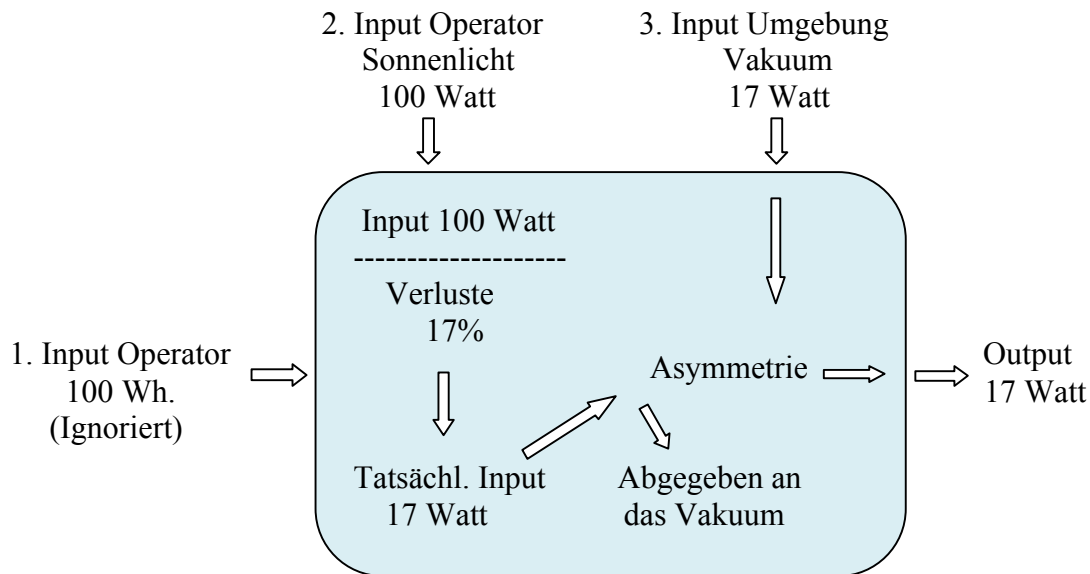 2. Input Operator
Sonnenlicht
100 Watt
3. Input Umgebung
Vakuum
17 Watt
Input 100 Watt
--------------------
Verluste
17%
1. Input Operator
100 Wh.
(Ignoriert)
Asymmetrie
Output
17 Watt
Tatsächl. Input
17 Watt
Abgegeben an
das Vakuum